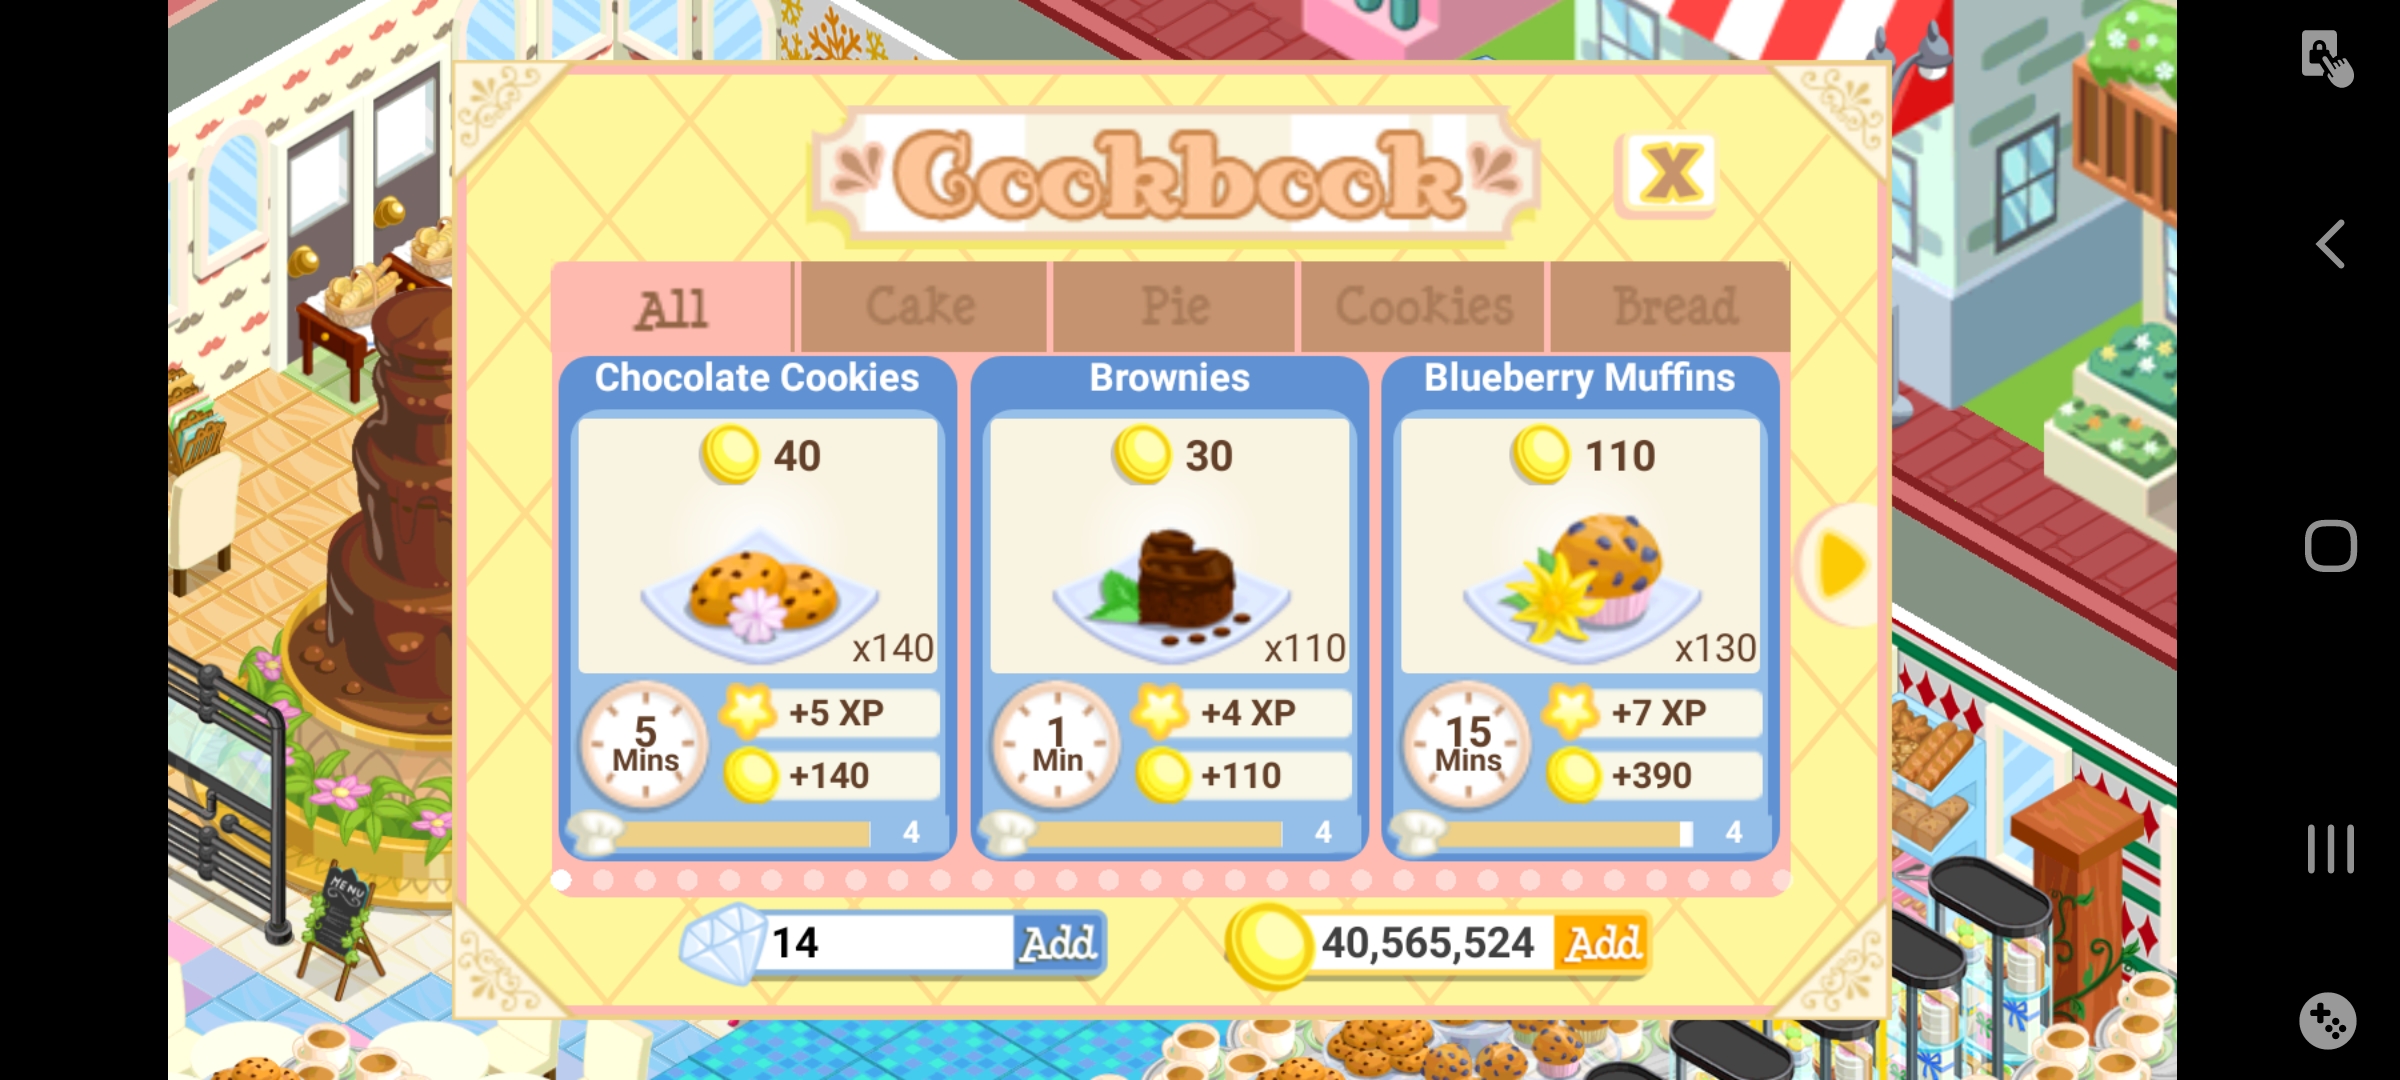 Cookbook
X
All
Cake
Pie
Cookies
Bread
Chocolate Cookies
40
x140
5
Mins
+5 XP
+140
4
Brownies
30
x110
1
Min
+4 XP
+110
4
Blueberry Muffins
110
x130
15
Mins
+7 XP
+390
4
14
Add
40,565,524
Add
MENU